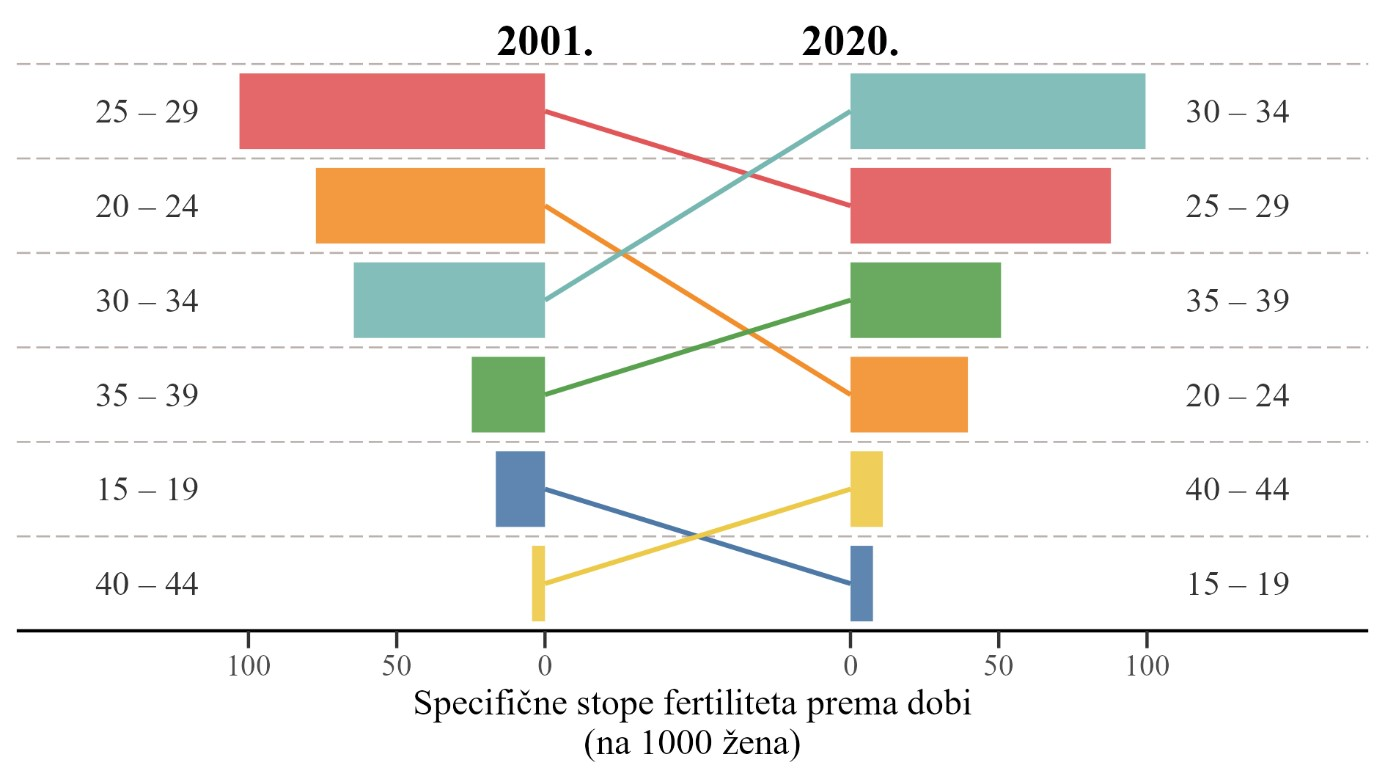 2001. 2020.
25 – 29 30 – 34
20 – 24 25 – 29
30 – 34 35 – 39
35 – 39 20 – 24
15 – 19 40 – 44
40 – 44 15 – 19
100 50 0 0 50 100
Specifične stope fertiliteta prema dobi
(na 1000 žena)